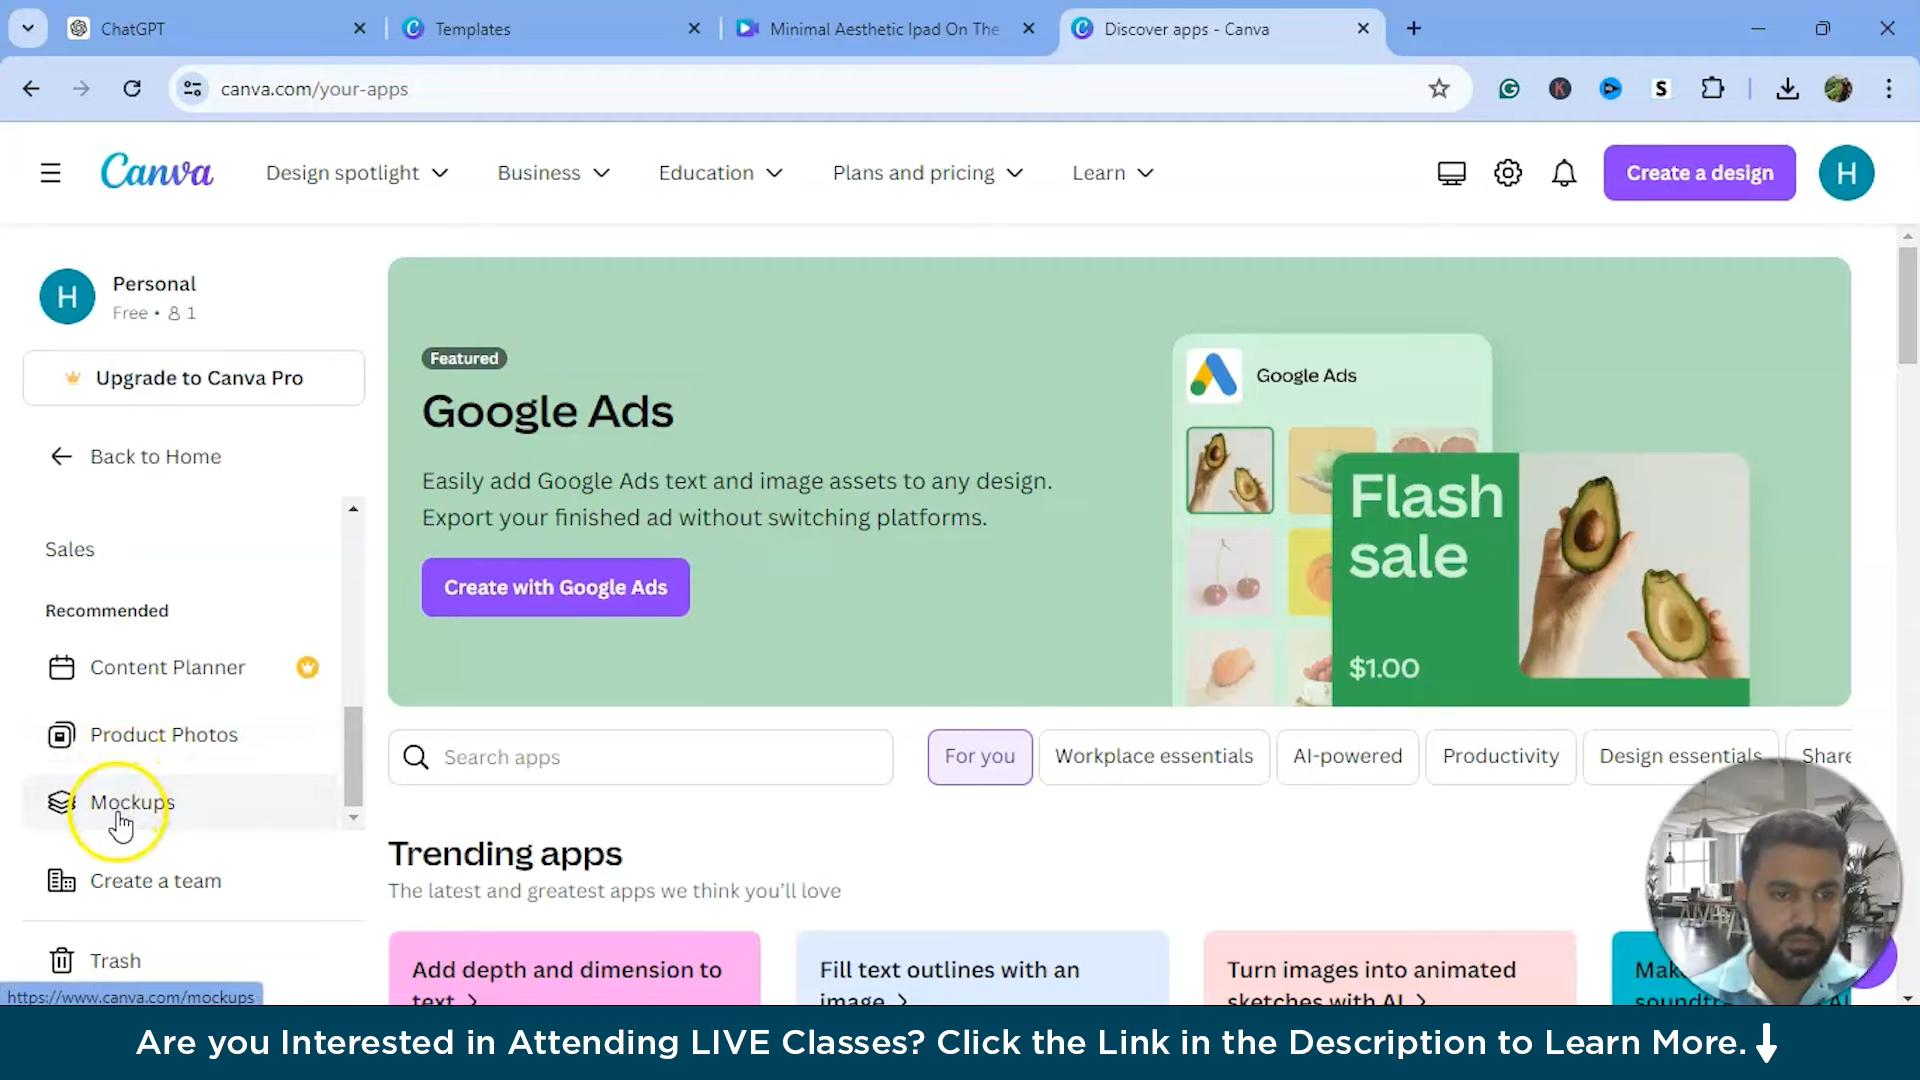 ChatGPT
Templates
Minimal Aesthetic Ipad On The
Discover apps - Canva
canva.com/your-apps
S
K
Canva
Design spotlight
Business
Education
Plans and pricing
Learn
Create a design
H
H
Personal
Free • 1
Upgrade to Canva Pro
Back to Home
Sales
Recommended
Content Planner
Product Photos
Mockups
Create a team
Trash
https://www.canva.com/mockups
Featured
Google Ads
Easily add Google Ads text and image assets to any design.
Export your finished ad without switching platforms.
Create with Google Ads
Google Ads
Flash
sale
$1.00
Search apps
For you
Workplace essentials
AI-powered
Productivity
Design essentials
Share
Trending apps
The latest and greatest apps we think you'll love
Add depth and dimension to
text >
Fill text outlines with an
image >
Turn images into animated
sketches with AI >
Are you Interested in Attending LIVE Classes? Click the Link in the Description to Learn More.